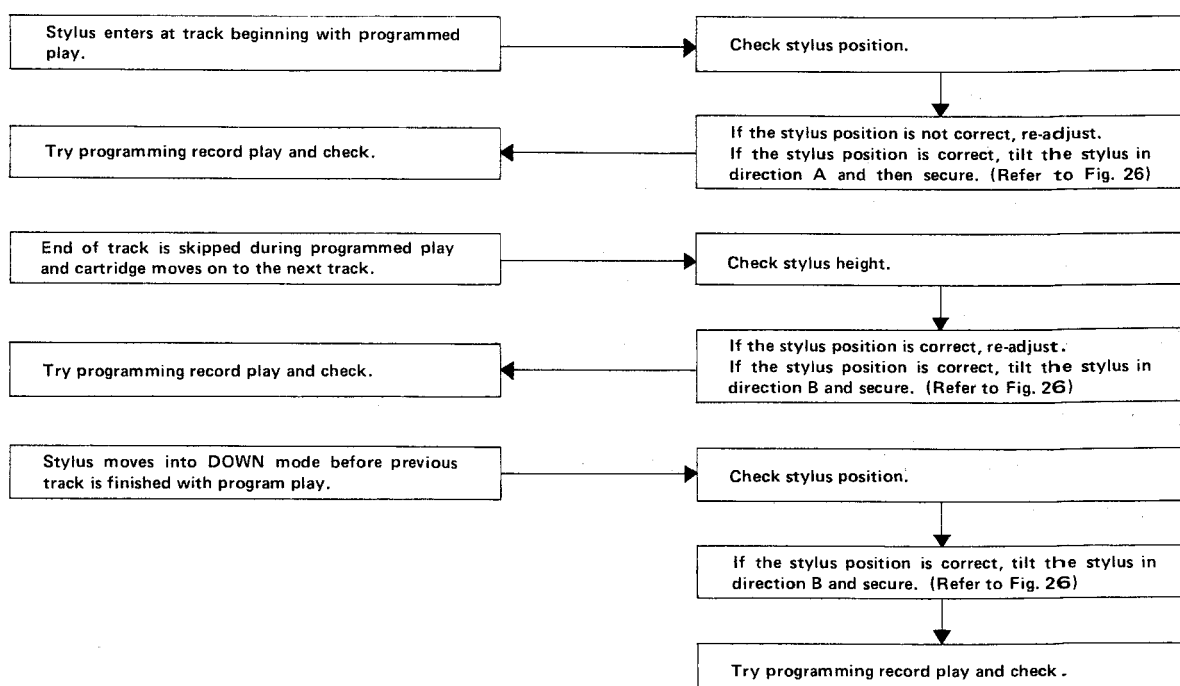 Stylus enters at track beginning with programmed
play.
Check stylus position.
If the stylus position is not correct, re-adjust.
If the stylus position is correct, tilt the stylus in
direction A and then secure. (Refer to Fig. 26)
Try programming record play and check.
End of track is skipped during programmed play
and cartridge moves on to the next track.
Check stylus height.
If the stylus position is correct, re-adjust.
If the stylus position is correct, tilt the stylus in
direction B and secure. (Refer to Fig. 26)
Try programming record play and check.
Stylus moves into DOWN mode before previous
track is finished with program play.
Check stylus position.
If the stylus position is correct, tilt the stylus in
direction B and secure. (Refer to Fig. 26)
Try programming record play and check.